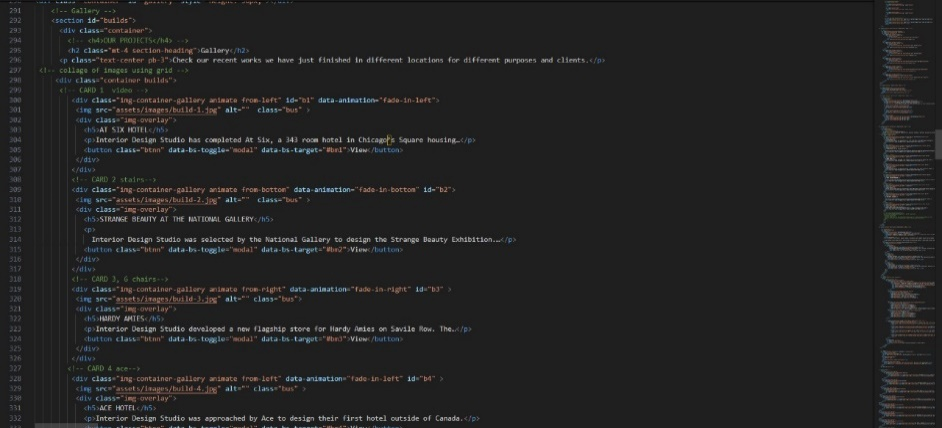 291 <!-- Gallery -->
292 <section id="builds">
293 <div class="container">
294 <!-- <h4>OUR PROJECTS</h4> -->
295 <h2 class="mt-4 section-heading">Gallery</h2>
296 <p class="text-center pb-3">Check our recent works we have just finished in different locations for different purposes and clients.</p>
297 <!-- collage of images using grid -->
298 <div class="container builds">
299 <!-- CARD 1 video -->
300 <div class="img-container-gallery animate from-left" id="b1" data-animation="fade-in-left">
301 <img src="assets/images/build-1.jpg" alt="" class="bus" >
302 <div class="img-overlay">
303 <h5>AT SIX HOTEL</h5>
304 <p>Interior Design Studio has completed At Six, a 343 room hotel in Chicago's Square housing…</p>
305 <button class="btnn" data-bs-toggle="modal" data-bs-target="#bm1">View</button>
306 </div>
307 </div>
308 <!-- CARD 2 stairs-->
309 <div class="img-container-gallery animate from-bottom" data-animation="fade-in-bottom" id="b2">
310 <img src="assets/images/build-2.jpg" alt="" class="bus" >
311 <div class="img-overlay">
312 <h5>STRANGE BEAUTY AT THE NATIONAL GALLERY</h5>
313 <p>
314 Interior Design Studio was selected by the National Gallery to design the Strange Beauty Exhibition...</p>
315 <button class="btnn" data-bs-toggle="modal" data-bs-target="#bm2">View</button>
316 </div>
317 </div>
318 <!-- CARD 3, G chairs-->
319 <div class="img-container-gallery animate from-right" data-animation="fade-in-right" id="b3" >
320 <img src="assets/images/build-3.jpg" alt="" class="bus">
321 <div class="img-overlay">
322 <h5>HARDY AMIES</h5>
323 <p>Interior Design Studio developed a new flagship store for Hardy Amies on Savile Row. The…</p>
324 <button class="btnn" data-bs-toggle="modal" data-bs-target="#bm3">View</button>
325 </div>
326 </div>
327 <!-- CARD 4 ace-->
328 <div class="img-container-gallery animate from-left" data-animation="fade-in-left" id="b4" >
329 <img src="assets/images/build-4.jpg" alt="" class="bus" >
330 <div class="img-overlay">
331 <h5>ACE HOTEL</h5>
332 <p>Interior Design Studio was approached by Ace to design their first hotel outside of Canada.</p>